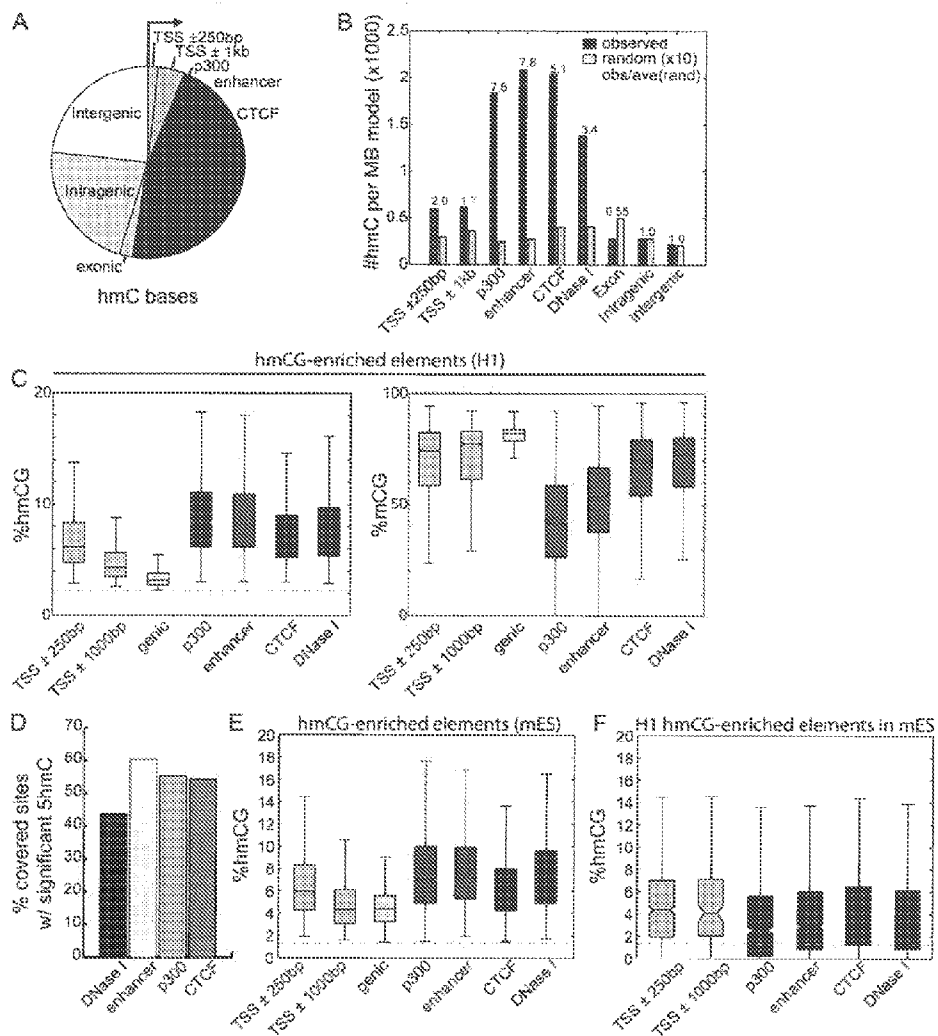 A
TSS ±250bp
TSS ± 1kb
p300
enhancer
CTCF
Intergenic
Intragenic
exonic
hmC bases
B
#hmC per MB model (x1000)
2.5
2
1.5
1
0.5
0
observed
random (x10)
obs/ave(rand)
2.0
7.8
3.4
0.55
1.0
1.0
TSS ±250bp
TSS ± 1kb
p300
enhancer
CTCF
DNase I
Exon
Intragenic
Intergenic
hmCG-enriched elements (H1)
C
%hmCG
20
10
0
TSS ± 250bp
TSS ± 1000bp
genic
p300
enhancer
CTCF
DNase I
%mCG
100
50
0
TSS ± 250bp
TSS ± 1000bp
genic
p300
enhancer
CTCF
DNase I
D
% covered sites
w/ significant 5hmC
70
60
50
40
30
20
10
0
DNase I
enhancer
p300
CTCF
E
hmCG-enriched elements (mES)
%hmCG
20
18
16
14
12
10
8
6
4
2
0
TSS ± 250bp
TSS ± 1000bp
genic
p300
enhancer
CTCF
DNase I
F
H1 hmCG-enriched elements in mES
%hmCG
20
18
16
14
12
10
8
6
4
2
0
TSS ± 250bp
TSS ± 1000bp
p300
enhancer
CTCF
DNase I